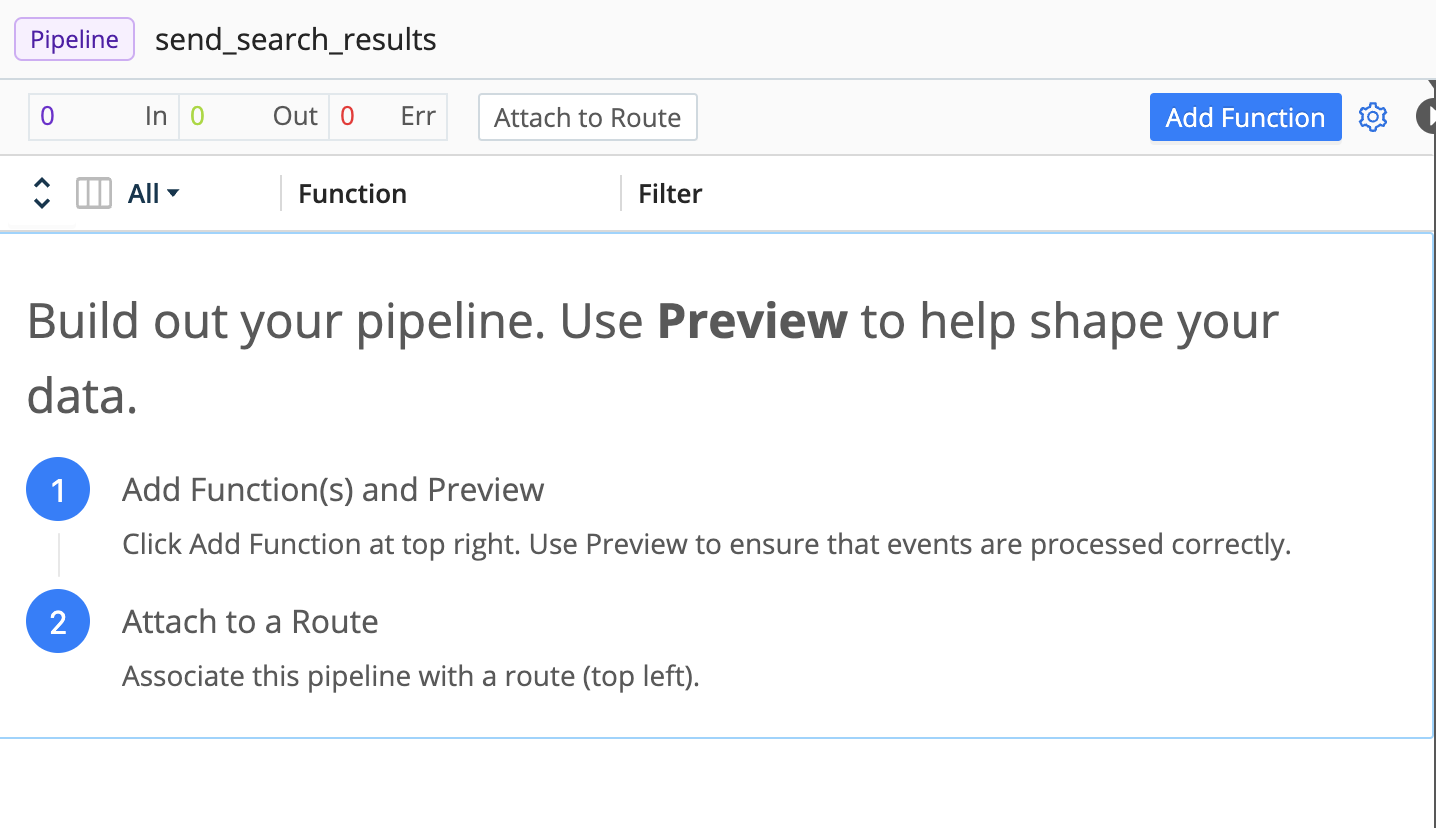 Pipeline send_search_results
0 In 0 Out 0 Err Attach to Route Add Function
All Function Filter
Build out your pipeline. Use Preview to help shape your
data.
1 Add Function(s) and Preview
Click Add Function at top right. Use Preview to ensure that events are processed correctly.
2 Attach to a Route
Associate this pipeline with a route (top left).